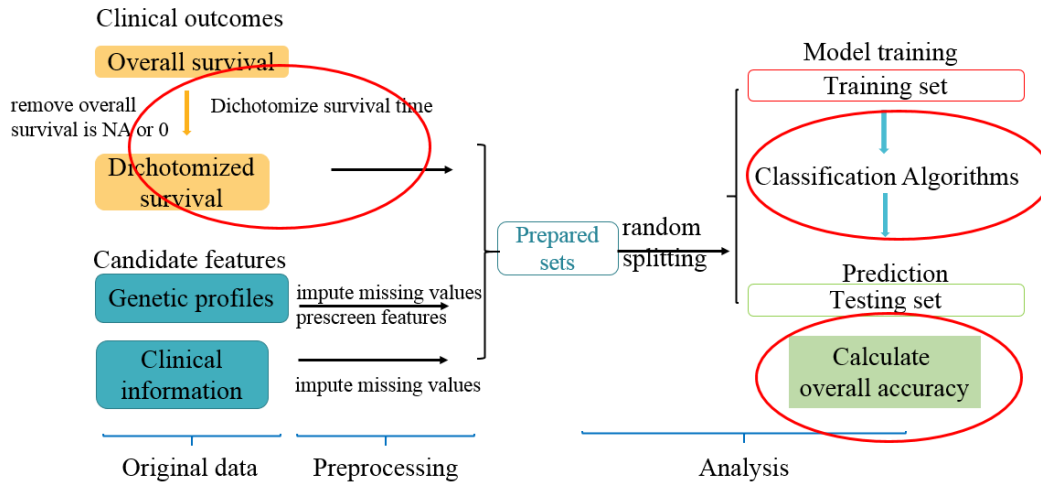 Clinical outcomes
Overall survival
remove overall
survival is NA or 0
Dichotomize survival time
Dichotomized
survival
Candidate features
Genetic profiles
impute missing values
prescreen features
Clinical
information
impute missing values
Prepared
sets
random
splitting
Model training
Training set
Classification Algorithms
Prediction
Testing set
Calculate
overall accuracy
Original data
Preprocessing
Analysis